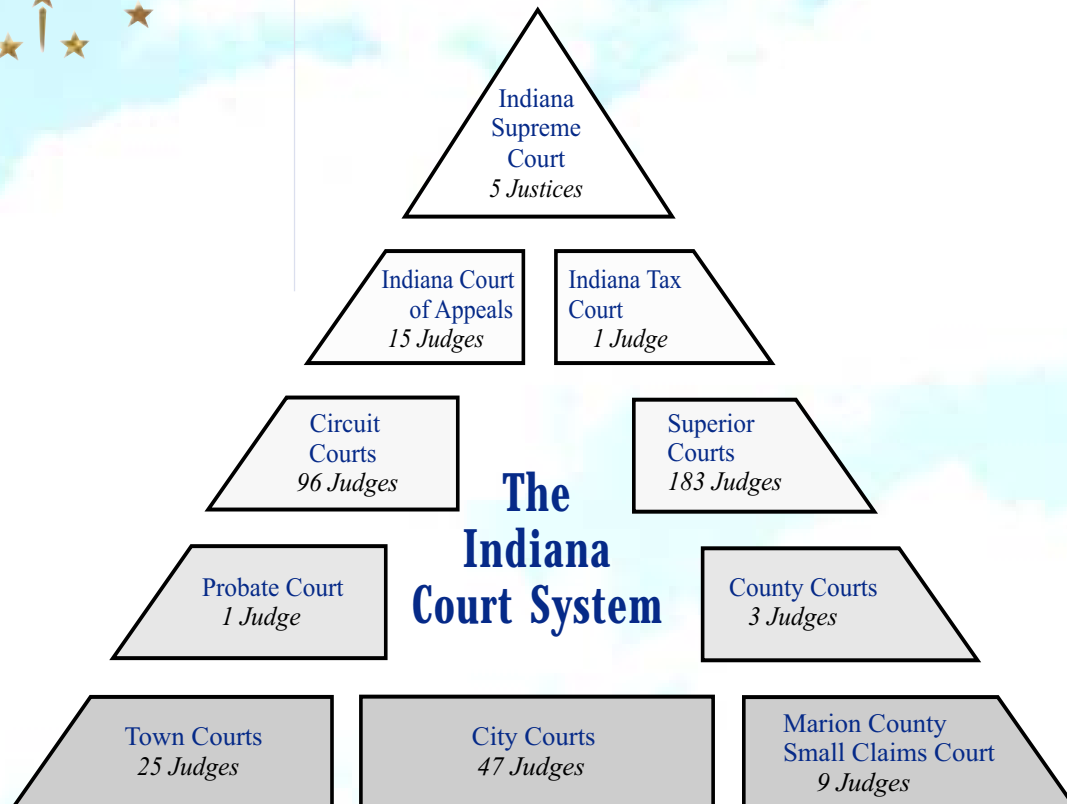 Indiana
Supreme
Court
5 Justices
Indiana Court
of Appeals
15 Judges
Indiana Tax
Court
1 Judge
Circuit
Courts
96 Judges
Superior
Courts
183 Judges
The
Indiana
Court System
Probate Court
1 Judge
County Courts
3 Judges
Town Courts
25 Judges
City Courts
47 Judges
Marion County
Small Claims Court
9 Judges